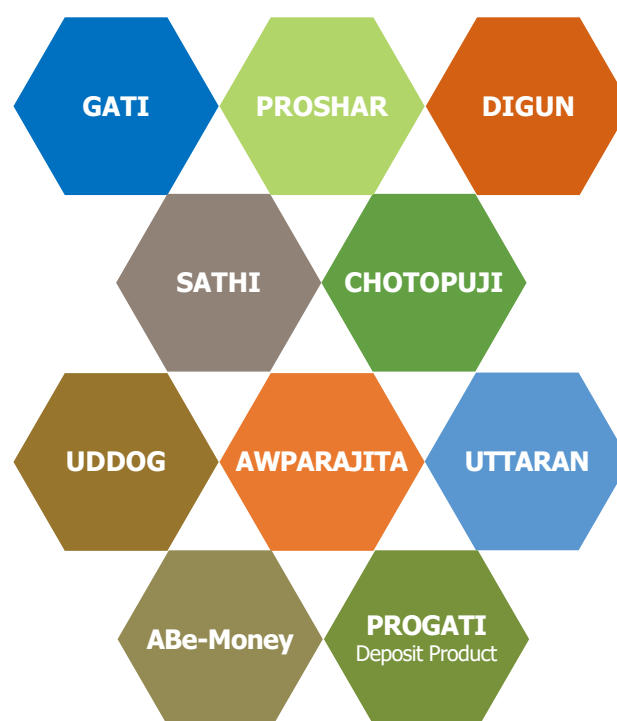 GATI
PROSHAR
DIGUN
SATHI
CHOTOPUJI
UDDOG
AWPARAJITA
UTTARAN
ABe-Money
PROGATI
Deposit Product